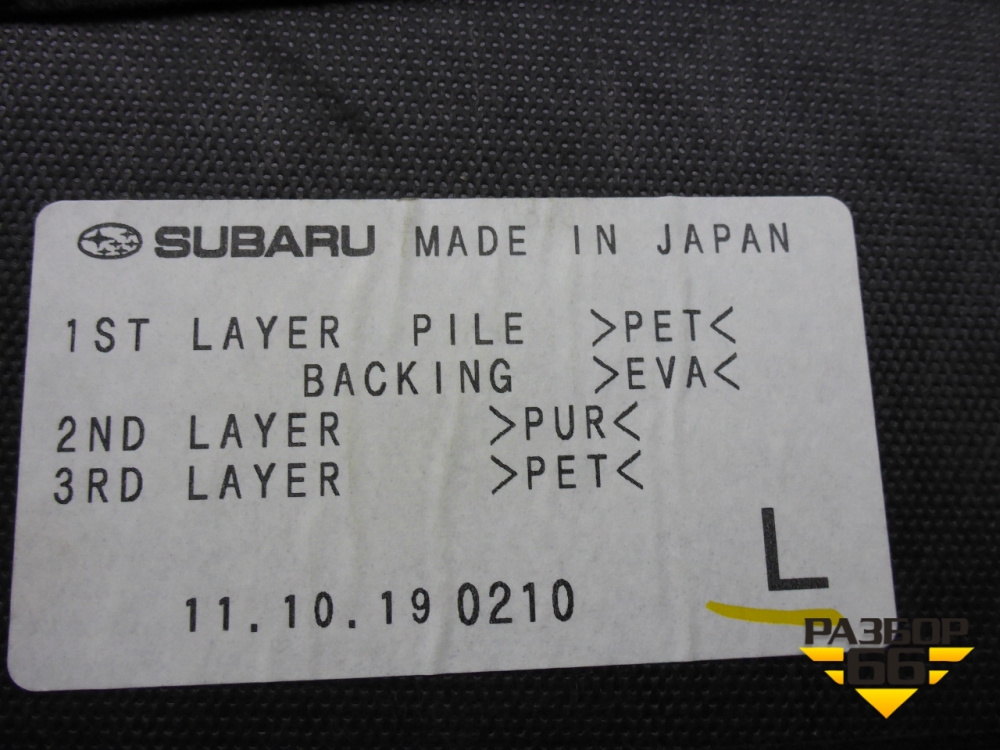 SUBARU MADE IN JAPAN
1ST LAYER PILE >PET<
BACKING >EVA<
2ND LAYER >PUR<
3RD LAYER >PET<
L
11.10.19 0210
РАЗБОР
66